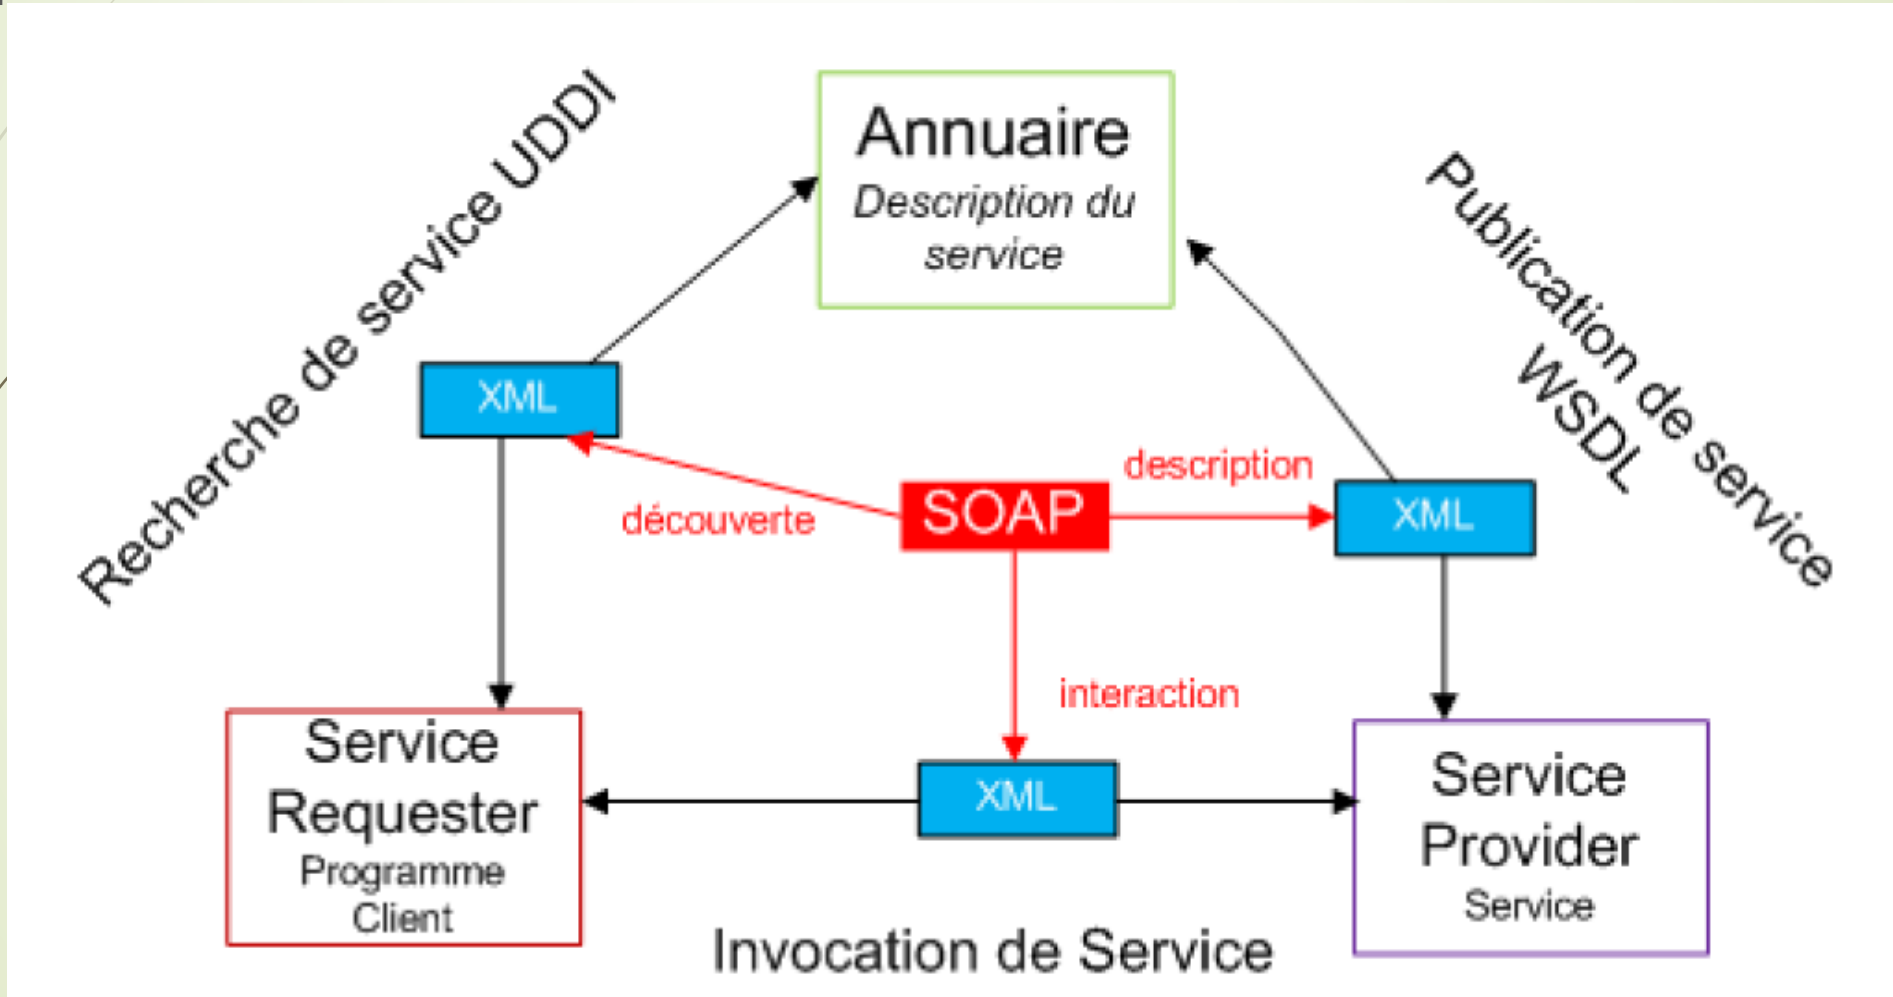 Recherche de service UDDI
Annuaire
Description du
service
Publication de service
WSDL
XML
découverte
SOAP
description
XML
interaction
Service
Requester
Programme
Client
XML
Service
Provider
Service
Invocation de Service